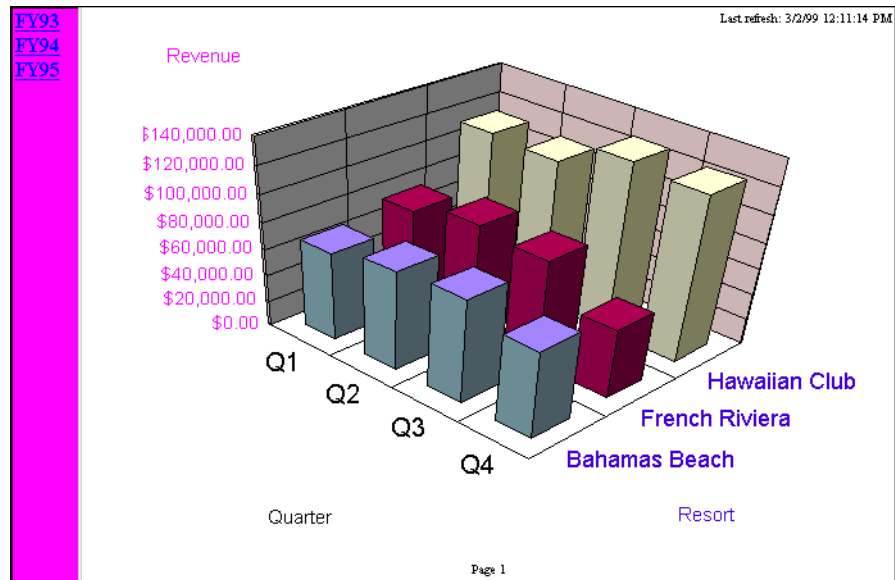 FY93
FY94
FY95
Last refresh: 3/2/99 12:11:14 PM
Revenue
$140,000.00
$120,000.00
$100,000.00
$80,000.00
$60,000.00
$40,000.00
$20,000.00
$0.00
Q1
Q2
Q3
Q4
Hawaiian Club
French Riviera
Bahamas Beach
Quarter
Resort
Page 1